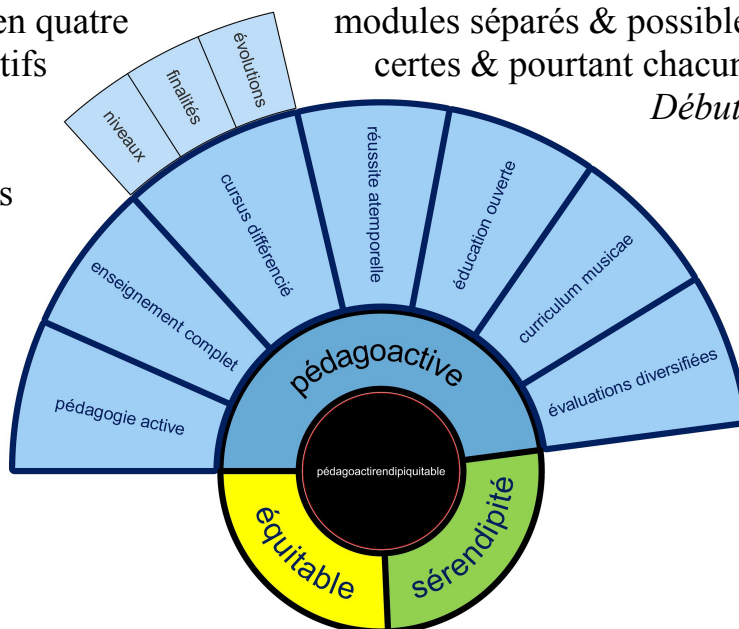 en quatre
tifs
s
modules séparés & possible
certes & pourtant chacun
Début
niveaux
finalités
évolutions
pédagogie active
enseignement complet
cursus différencié
réussite atemporelle
éducation ouverte
curriculum musicae
évaluations diversifiées
pédagoactive
pédagoactirendipiquitable
équitable
sérendipité